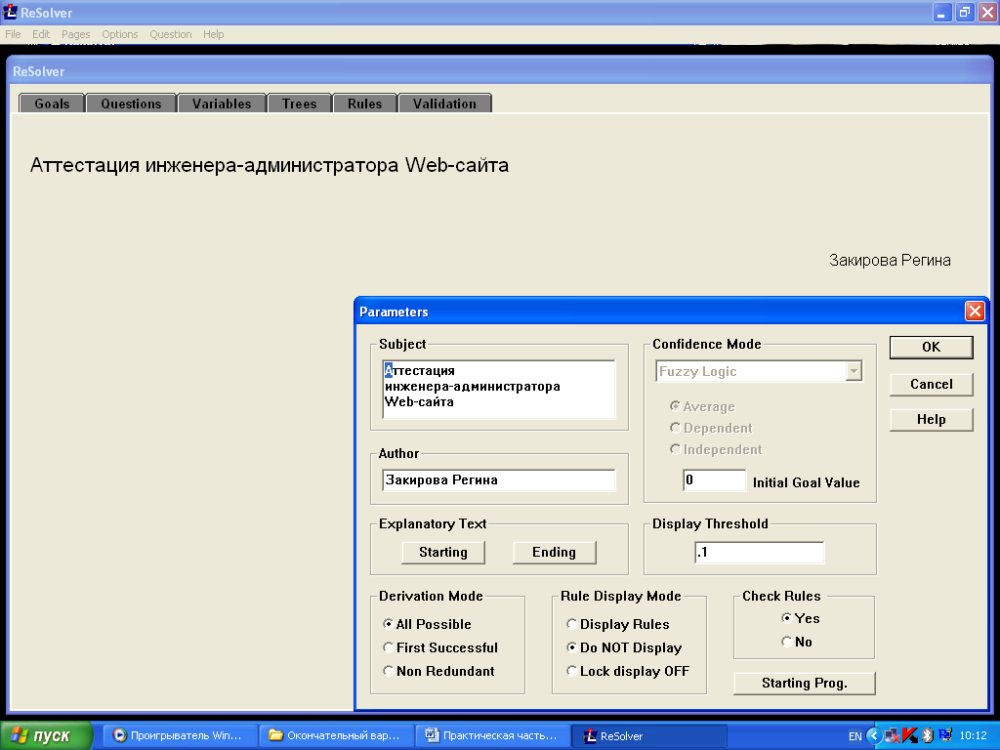 ReSolver
File Edit Pages Options Question Help
ReSolver
Goals Questions Variables Trees Rules Validation
Аттестация инженера-администратора Web-сайта
Закирова Регина
Parameters
Subject
Аттестация
инженера-администратора
Web-сайта
Confidence Mode
Fuzzy Logic
Average
Dependent
Independent
0 Initial Goal Value
OK
Cancel
Help
Author
Закирова Регина
Explanatory Text
Starting Ending
Display Threshold
.1
Derivation Mode
All Possible
First Successful
Non Redundant
Rule Display Mode
Display Rules
Do NOT Display
Lock display OFF
Check Rules
Yes
No
Starting Prog.
пуск Проигрыватель Win... Окончательный вар... Практическая часть... ReSolver EN 10:12